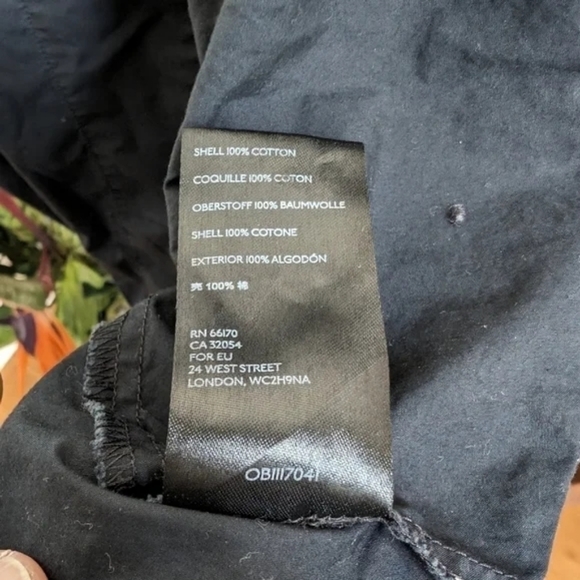 SHELL 100% COTTON
COQUILLE 100% COTON
OBERSTOFF 100% BAUMWOLLE
SHELL 100% COTONE
EXTERIOR 100% ALGODÓN
売 100% 棉
RN 66170
CA 32054
FOR EU
24 WEST STREET
LONDON, WC2H9NA
OB1117041